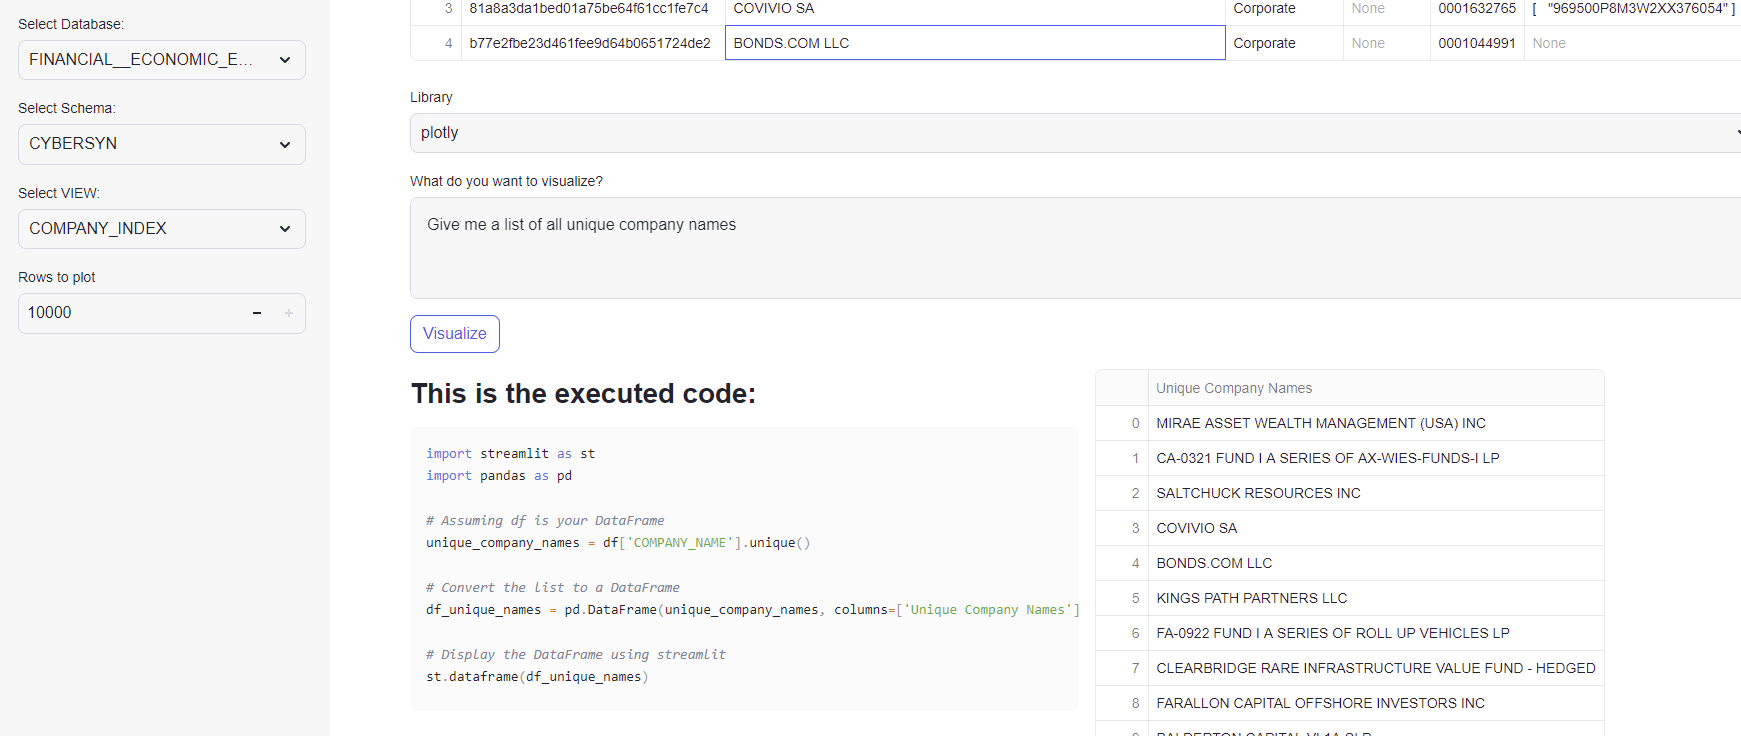 Select Database:
FINANCIAL__ECONOMIC_E...
Select Schema:
CYBERSYN
Select VIEW:
COMPANY_INDEX
Rows to plot
10000 − +
3 81a8a3da1bed01a75be64f61cc1fe7c4 COVIVIO SA Corporate None 0001632765 [ "969500P8M3W2XX376054" ]
4 b77e2fbe23d461fee9d64b0651724de2 BONDS.COM LLC Corporate None 0001044991 None
Library
plotly
What do you want to visualize?
Give me a list of all unique company names
Visualize
This is the executed code:
import streamlit as st
import pandas as pd
# Assuming df is your DataFrame
unique_company_names = df['COMPANY_NAME'].unique()
# Convert the list to a DataFrame
df_unique_names = pd.DataFrame(unique_company_names, columns=['Unique Company Names']
# Display the DataFrame using streamlit
st.dataframe(df_unique_names)
Unique Company Names
0 MIRAE ASSET WEALTH MANAGEMENT (USA) INC
1 CA-0321 FUND I A SERIES OF AX-WIES-FUNDS-I LP
2 SALTCHUCK RESOURCES INC
3 COVIVIO SA
4 BONDS.COM LLC
5 KINGS PATH PARTNERS LLC
6 FA-0922 FUND I A SERIES OF ROLL UP VEHICLES LP
7 CLEARBRIDGE RARE INFRASTRUCTURE VALUE FUND - HEDGED
8 FARALLON CAPITAL OFFSHORE INVESTORS INC